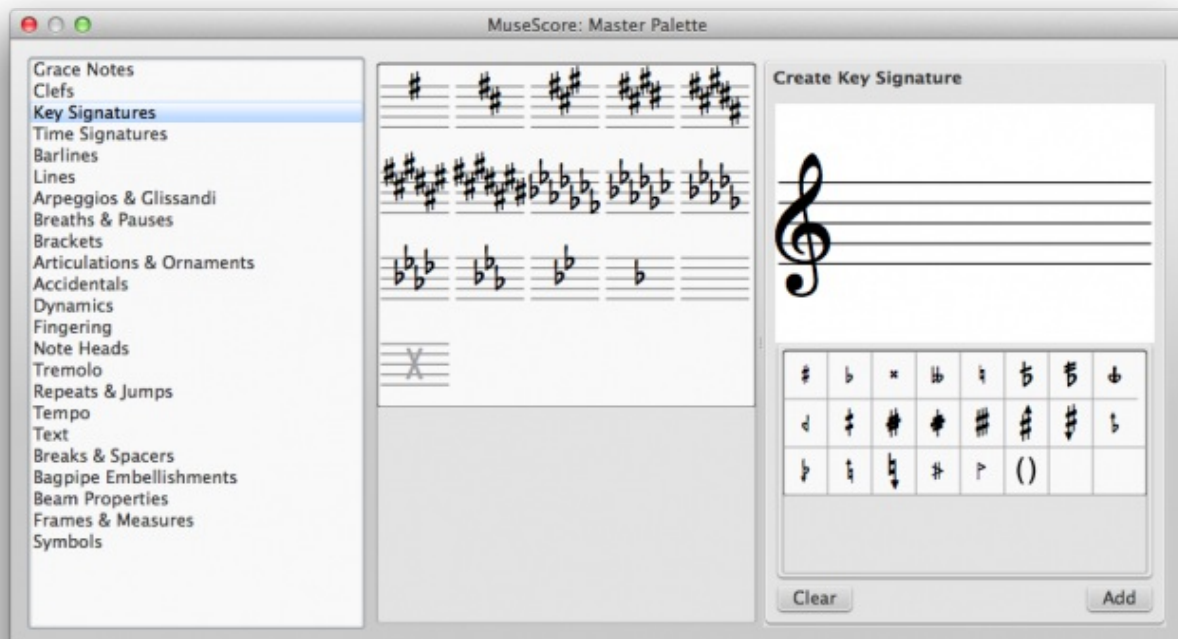 MuseScore: Master Palette
Grace Notes
Clefs
Key Signatures
Time Signatures
Barlines
Lines
Arpeggios & Glissandi
Breaths & Pauses
Brackets
Articulations & Ornaments
Accidentals
Dynamics
Fingering
Note Heads
Tremolo
Repeats & Jumps
Tempo
Text
Breaks & Spacers
Bagpipe Embellishments
Beam Properties
Frames & Measures
Symbols
Create Key Signature
Clear
Add